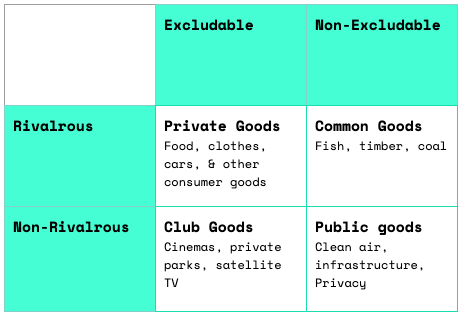 Excludable
Non-Excludable
Rivalrous
Private Goods
Food, clothes,
cars, & other
consumer goods
Common Goods
Fish, timber, coal
Non-Rivalrous
Club Goods
Cinemas, private
parks, satellite
TV
Public goods
Clean air,
infrastructure,
Privacy